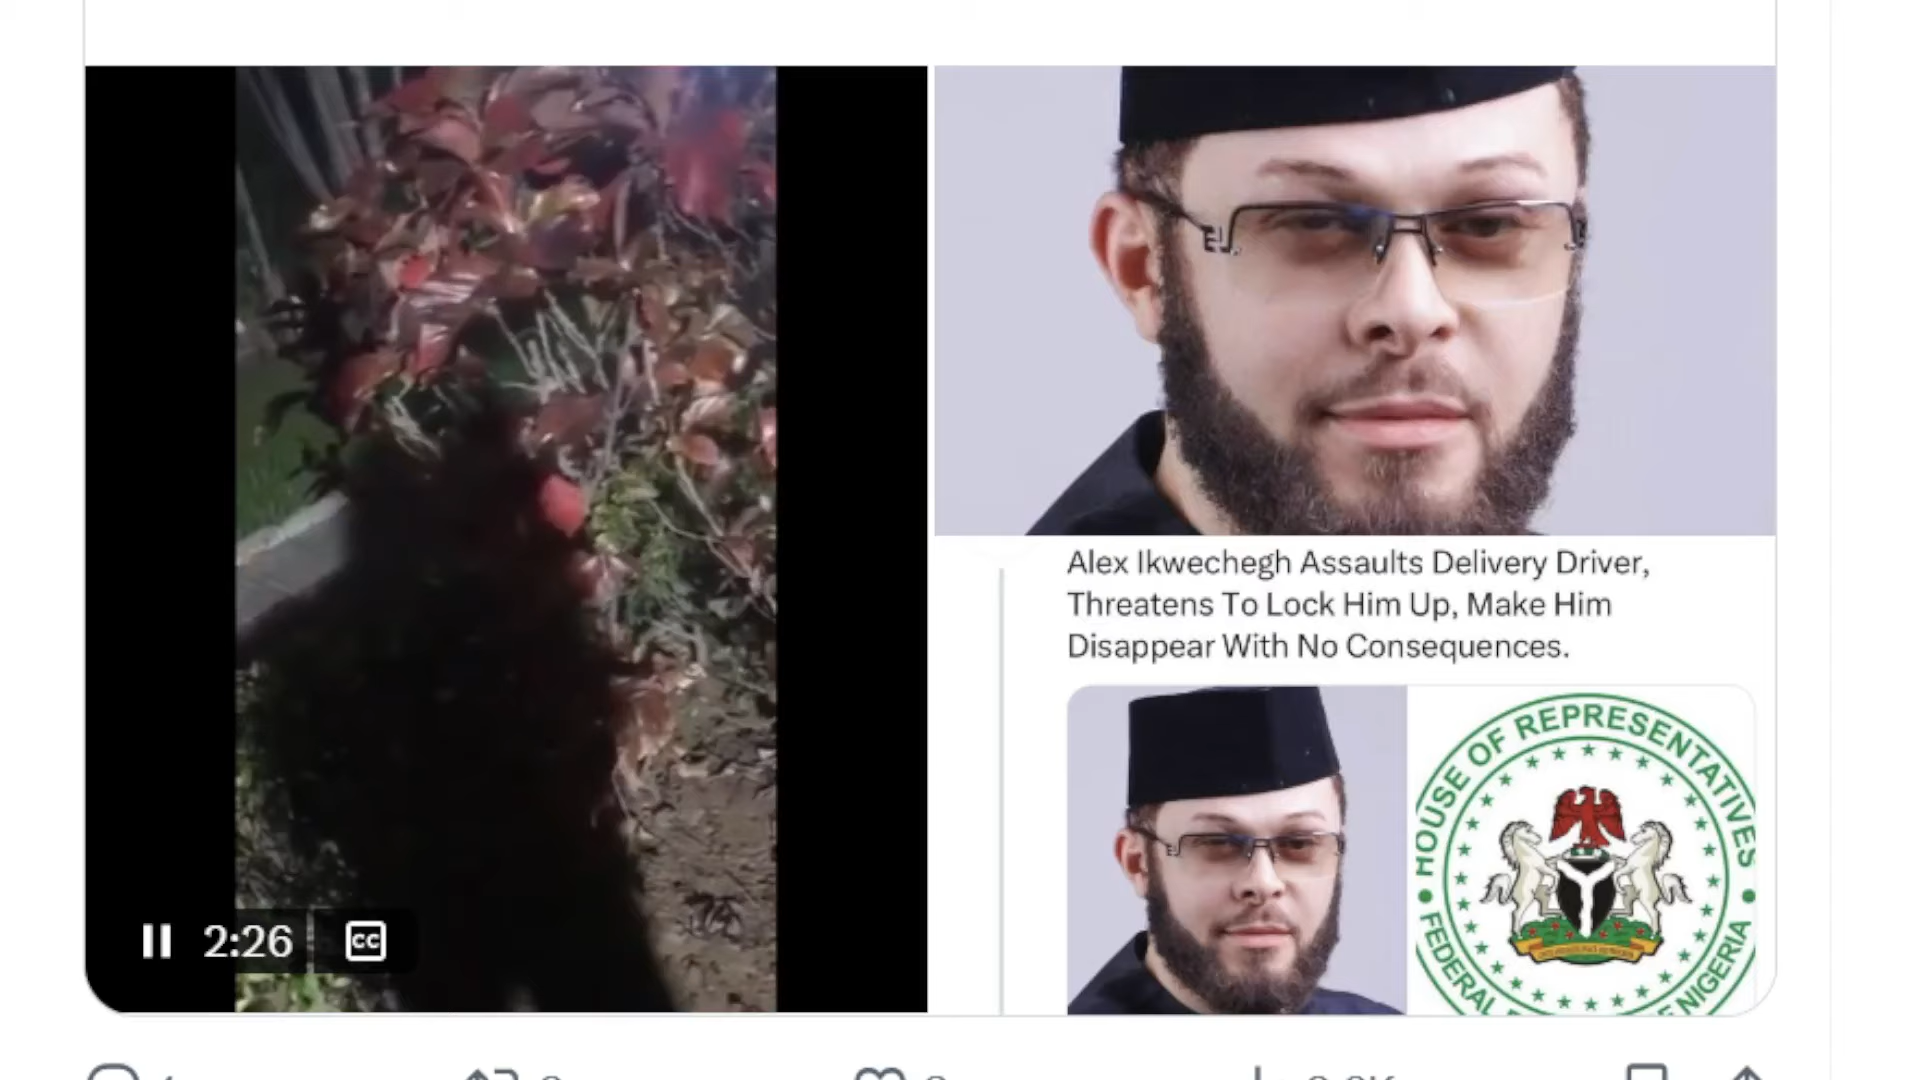 2:26
CC
Alex Ikwechegh Assaults Delivery Driver,
Threatens To Lock Him Up, Make Him
Disappear With No Consequences.
HOUSE OF REPRESENTATIVES
FEDERAL
NIGERIA